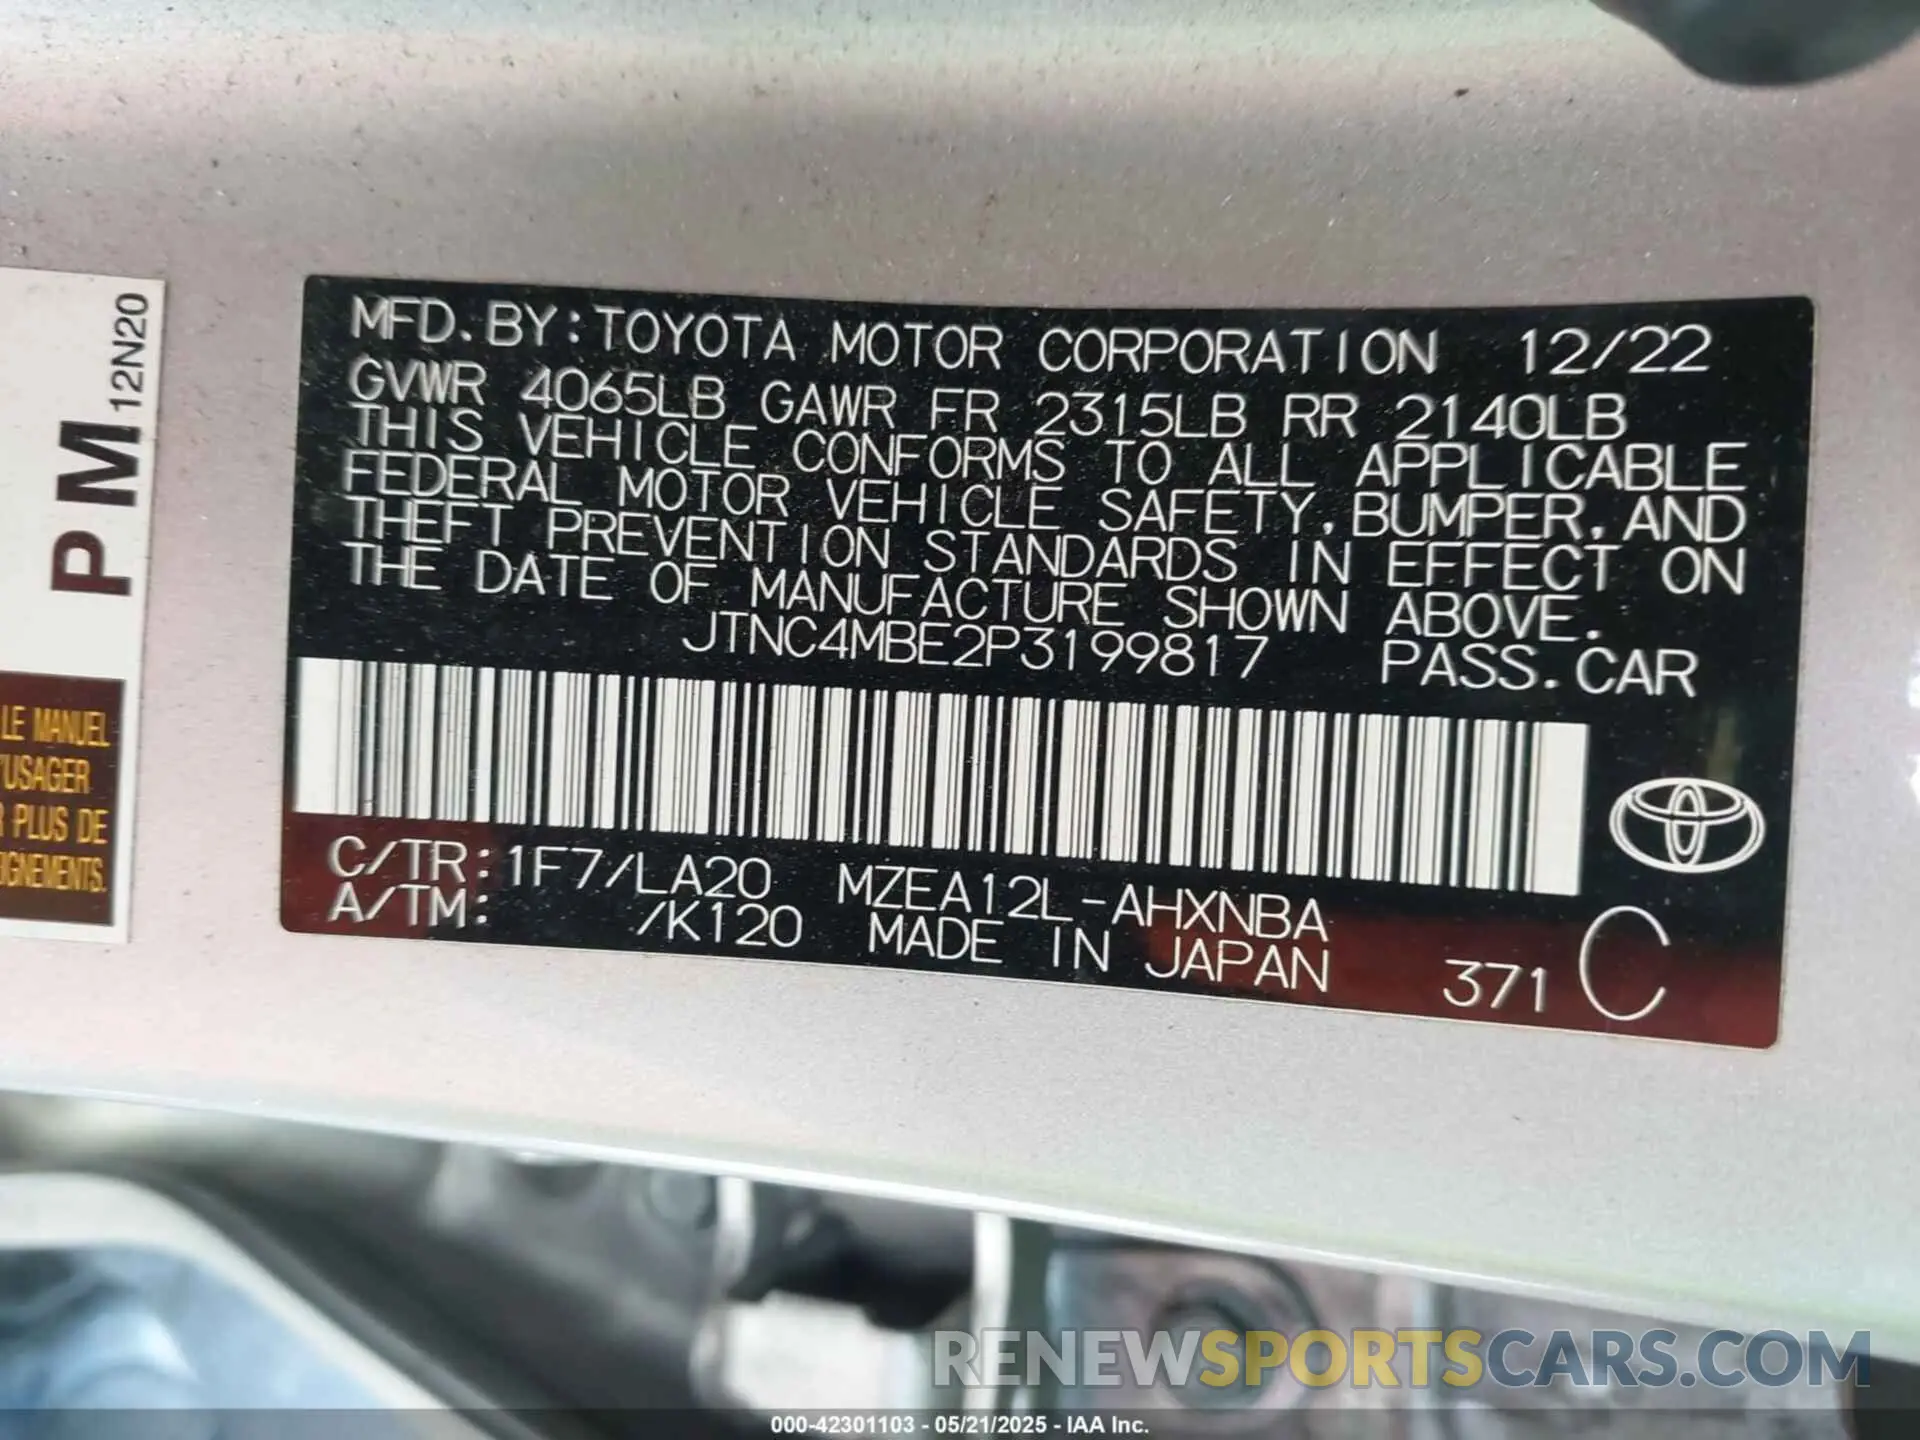 MFD. BY: TOYOTA MOTOR CORPORATION 12/22
GVWR 4065LB GAWR FR 2315LB RR 2140LB
THIS VEHICLE CONFORMS TO ALL APPLICABLE
FEDERAL MOTOR VEHICLE SAFETY, BUMPER, AND
THEFT PREVENTION STANDARDS IN EFFECT ON
THE DATE OF MANUFACTURE SHOWN ABOVE.
JTNC4MBE2P3199817 PASS. CAR
C/TR: 1F7/LA20 MZEA12L-AHXNBA
A/TM: /K120 MADE IN JAPAN 371 C
PM 12N20
LE MANUEL
'USAGER
R PLUS DE
RENEWSPORTSCARS.COM
000-42301103 - 05/21/2025 - IAA Inc.